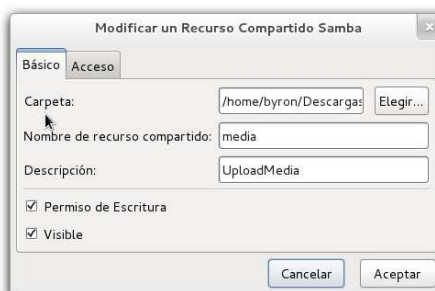 Modificar un Recurso Compartido Samba
Básico Acceso
Carpeta: /home/byron/Descargas Elegir...
Nombre de recurso compartido: media
Descripción: UploadMedia
Permiso de Escritura
Visible
Cancelar Aceptar